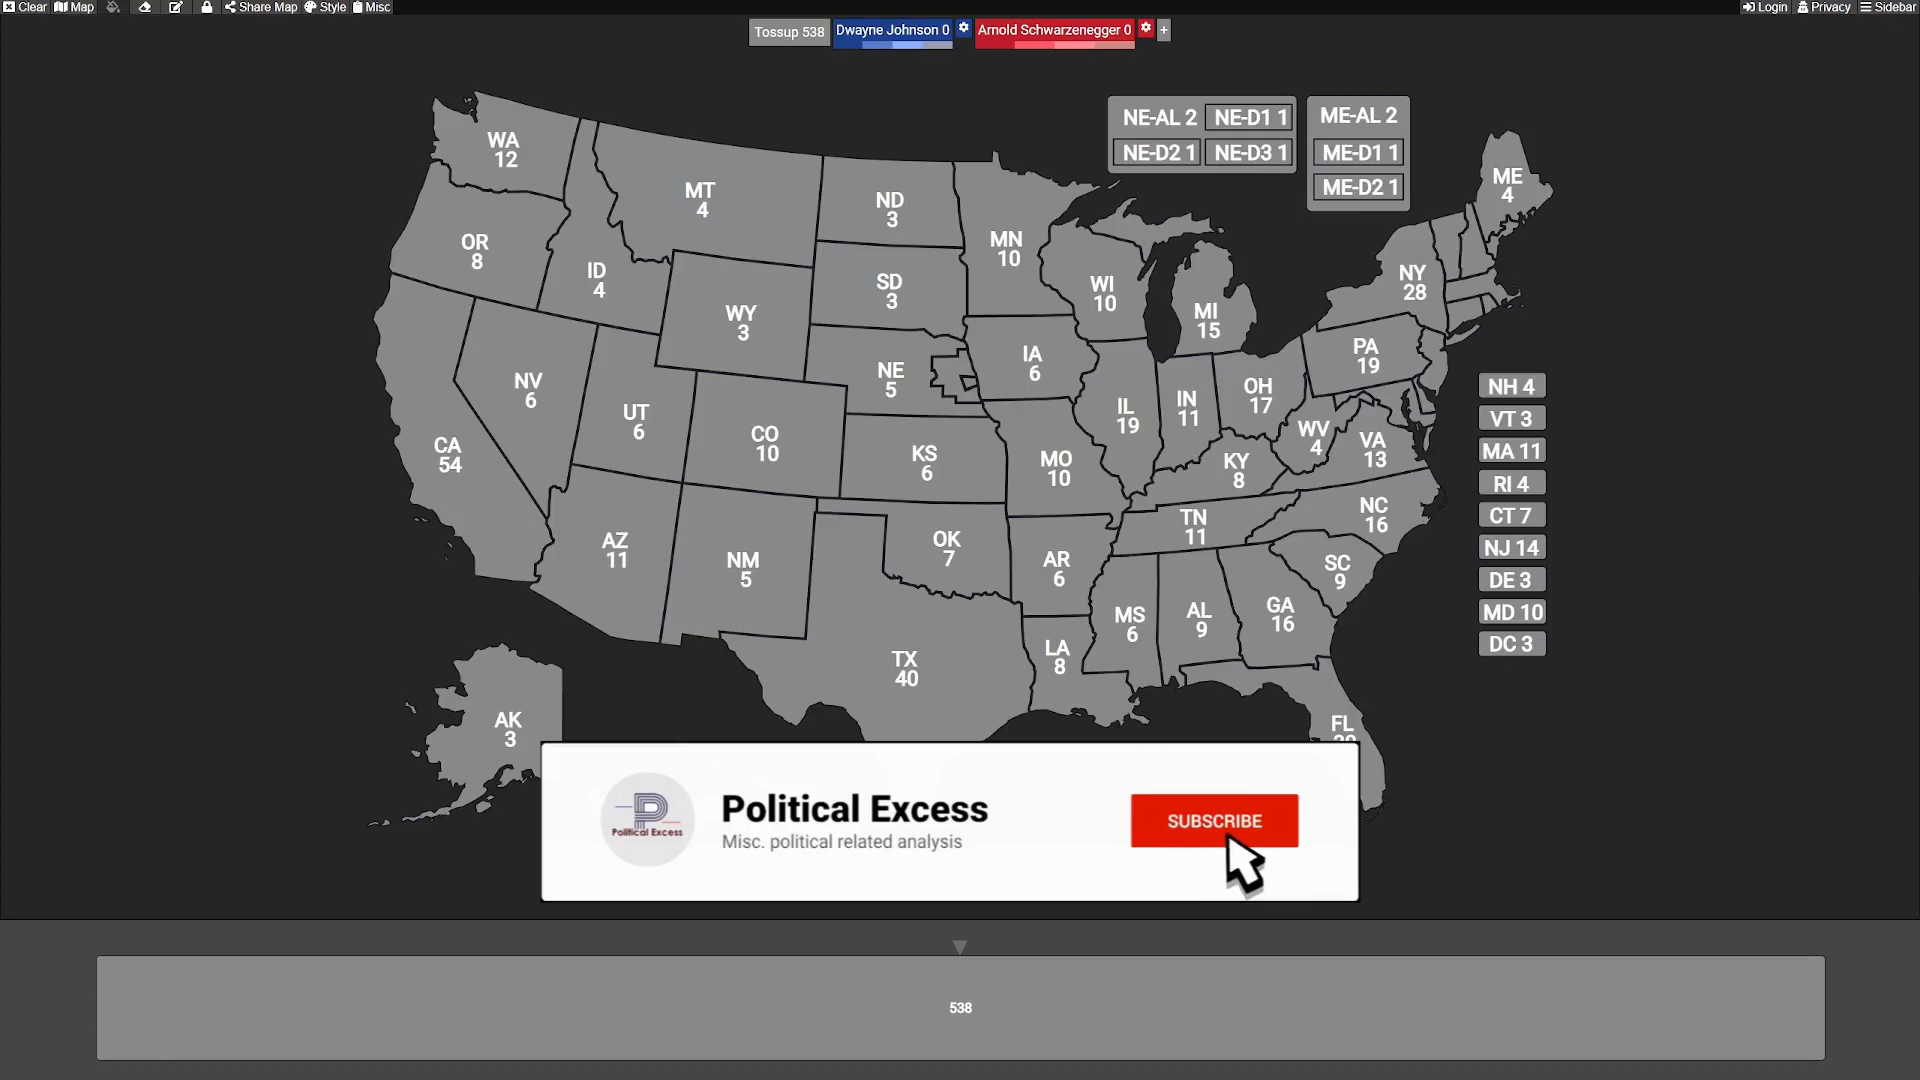 Clear Map Share Map Style Misc Login Privacy Sidebar
Tossup 538 Dwayne Johnson 0 Arnold Schwarzenegger 0 +
NE-AL 2 NE-D1 1
NE-D2 1 NE-D3 1
ME-AL 2
ME-D1 1
ME-D2 1
WA
12
MT
4
ND
3
MN
10
ME
4
OR
8
ID
4
WY
3
SD
3
WI
10
MI
15
NY
28
NV
6
UT
6
CO
10
NE
5
IA
6
IL
19
IN
11
OH
17
PA
19
CA
54
KS
6
MO
10
KY
8
WV
4
VA
13
AZ
11
NM
5
OK
7
AR
6
TN
11
NC
16
SC
9
TX
40
LA
8
MS
6
AL
9
GA
16
AK
3
FL
NH 4
VT 3
MA 11
RI 4
CT 7
NJ 14
DE 3
MD 10
DC 3
Political Excess
Political Excess
Misc. political related analysis
SUBSCRIBE
538